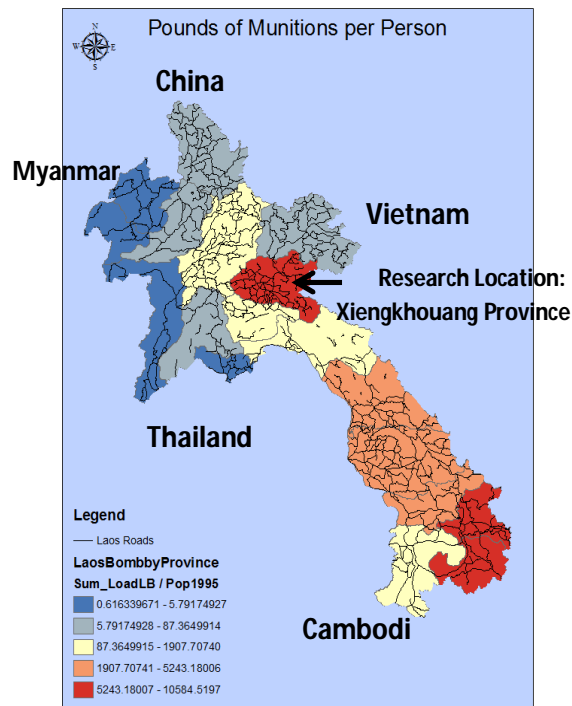 Pounds of Munitions per Person
N
W E
S
China
Myanmar
Vietnam
Research Location:
Xiengkhouang Province
Thailand
Legend
Laos Roads
LaosBombbyProvince
Sum_LoadLB / Pop1995
0.616339671 - 5.79174927
5.79174928 - 87.3649914
87.3649915 - 1907.70740
1907.70741 - 5243.18006
5243.18007 - 10584.5197
Cambodi